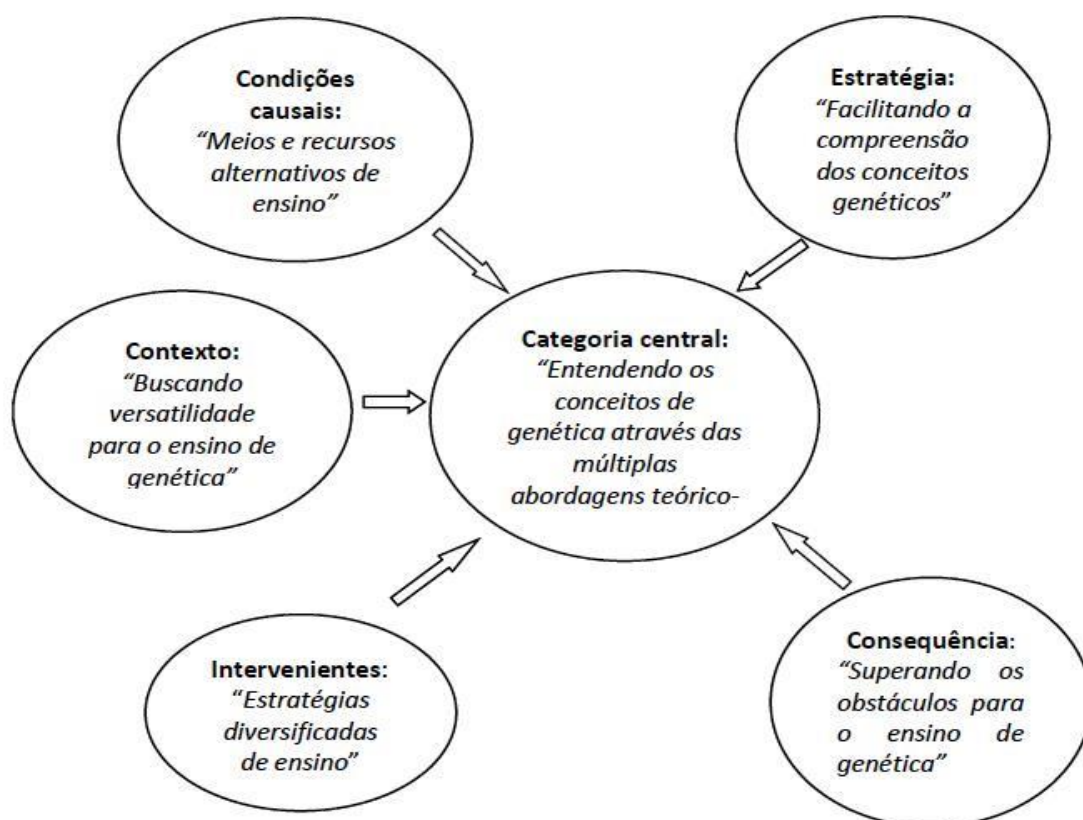 Condições
causais:
“Meios e recursos
alternativos de
ensino”
Estratégia:
“Facilitando a
compreensão
dos conceitos
genéticos”
Contexto:
“Buscando
versatilidade
para o ensino de
genética”
Categoria central:
“Entendendo os
conceitos de
genética através das
múltiplas
abordagens teórico-
Intervenientes:
“Estratégias
diversificadas
de ensino”
Consequência:
“Superando os
obstáculos para
o ensino de
genética”